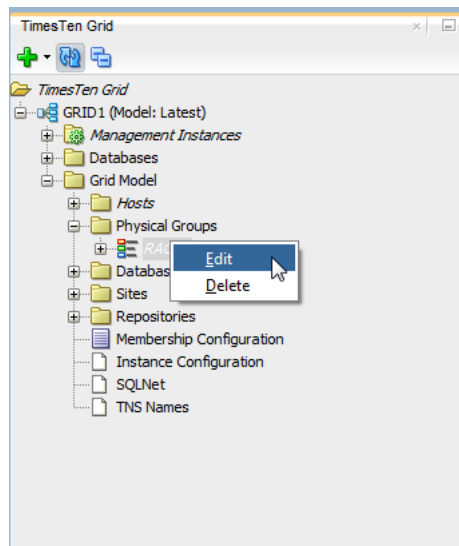 TimesTen Grid
TimesTen Grid
GRID1 (Model: Latest)
Management Instances
Databases
Grid Model
Hosts
Physical Groups
Edit
Delete
Sites
Repositories
Membership Configuration
Instance Configuration
SQLNet
TNS Names